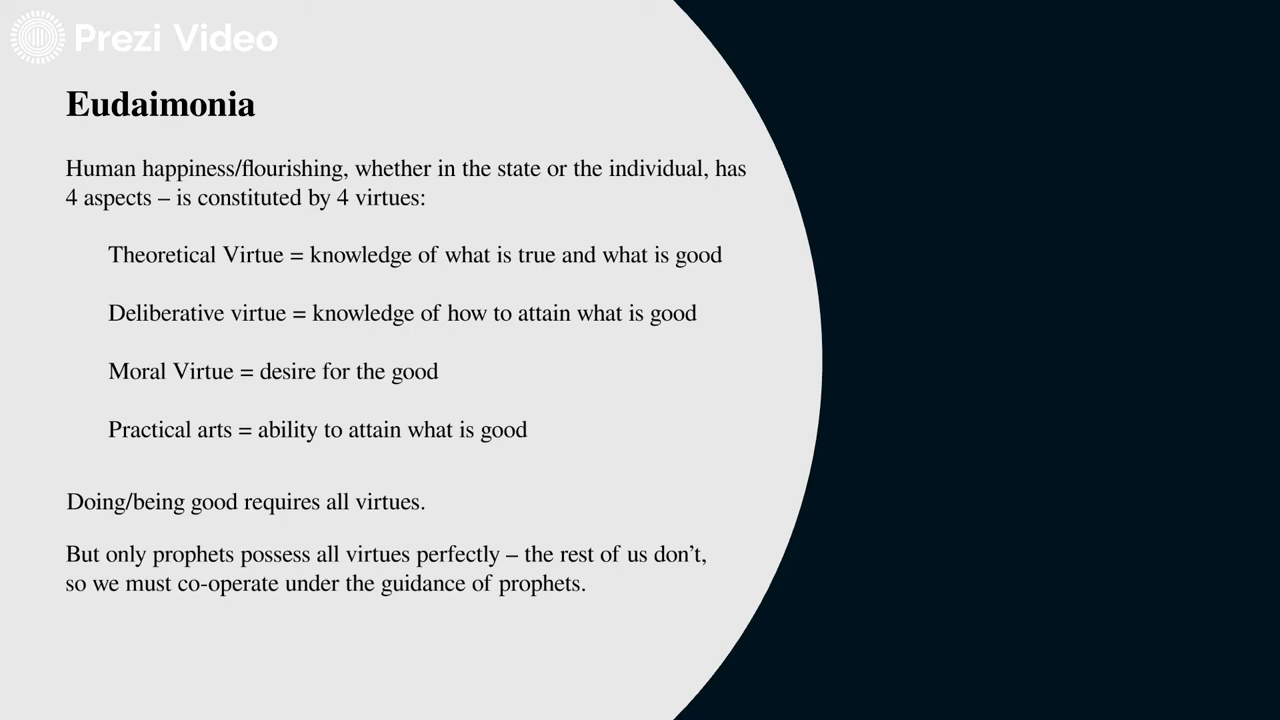 Prezi Video
Eudaimonia
Human happiness/flourishing, whether in the state or the individual, has
4 aspects – is constituted by 4 virtues:
Theoretical Virtue = knowledge of what is true and what is good
Deliberative virtue = knowledge of how to attain what is good
Moral Virtue = desire for the good
Practical arts = ability to attain what is good
Doing/being good requires all virtues.
But only prophets possess all virtues perfectly – the rest of us don’t,
so we must co-operate under the guidance of prophets.